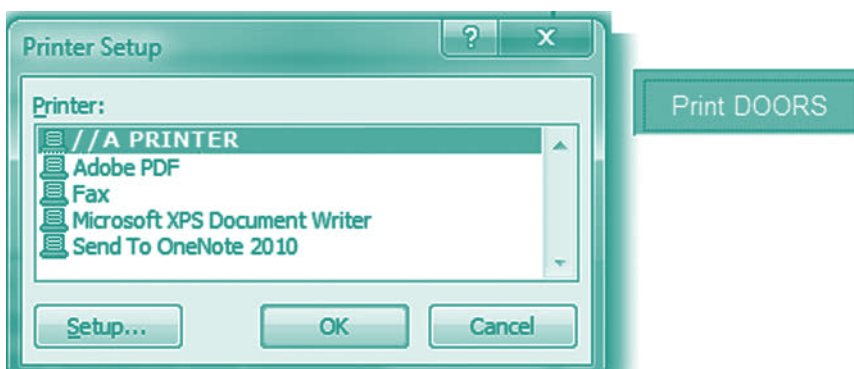 Printer Setup
? X
Print DOORS
Printer:
//A PRINTER
Adobe PDF
Fax
Microsoft XPS Document Writer
Send To OneNote 2010
Setup... OK Cancel